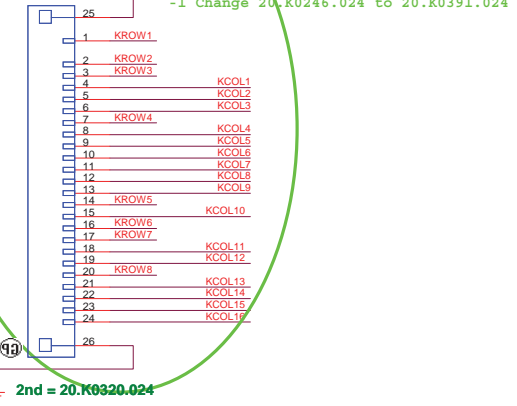 -1 Change 20.K0246.024 to 20.K0391.024
25
1 KROW1
2 KROW2
3 KROW3
4 KCOL1
5 KCOL2
6 KCOL3
7 KROW4
8 KCOL4
9 KCOL5
10 KCOL6
11 KCOL7
12 KCOL8
13 KCOL9
14 KROW5
15 KCOL10
16 KROW6
17 KROW7
18 KCOL11
19 KCOL12
20 KROW8
21 KCOL13
22 KCOL14
23 KCOL15
24 KCOL16
26
2nd = 20.K0320.024